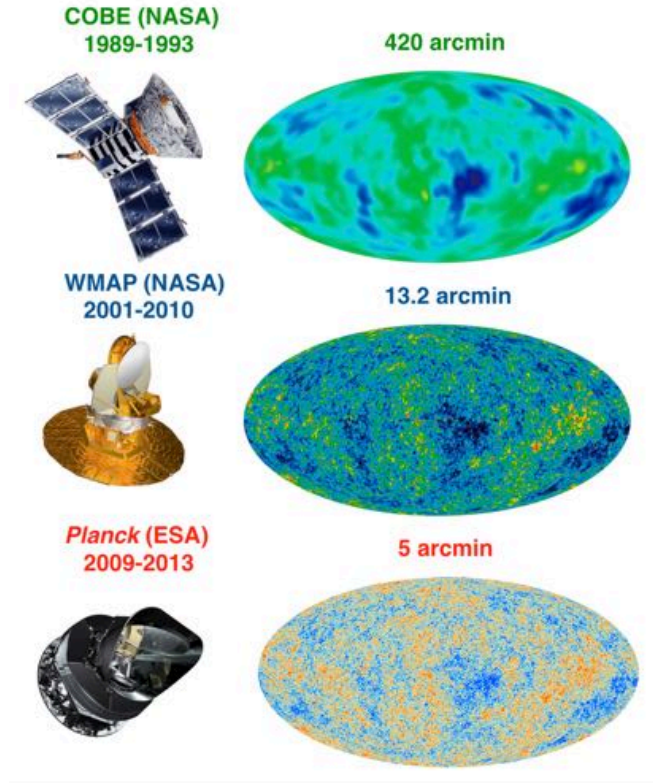 COBE (NASA)
1989-1993
420 arcmin
WMAP (NASA)
2001-2010
13.2 arcmin
Planck (ESA)
2009-2013
5 arcmin